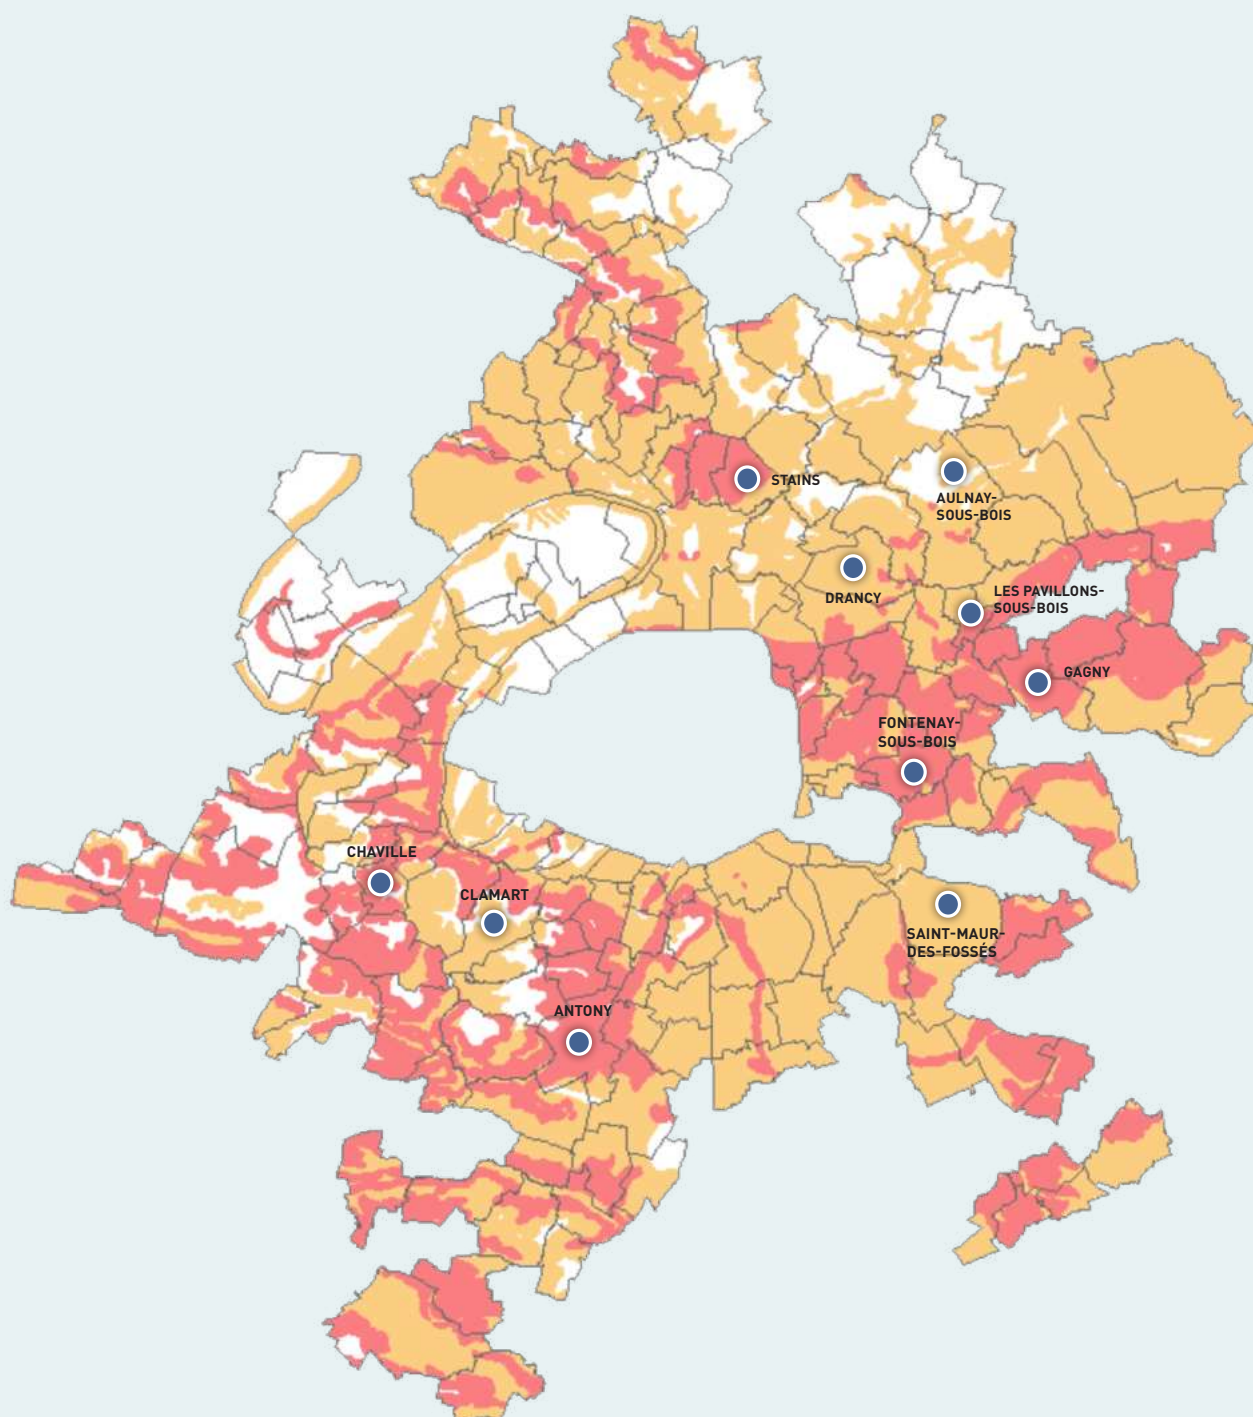 STAINS
AULNAY-
SOUS-BOIS
DRANCY
LES PAVILLONS-
SOUS-BOIS
GAGNY
FONTENAY-
SOUS-BOIS
CHAVILLE
CLAMART
SAINT-MAUR-
DES-FOSSÉS
ANTONY